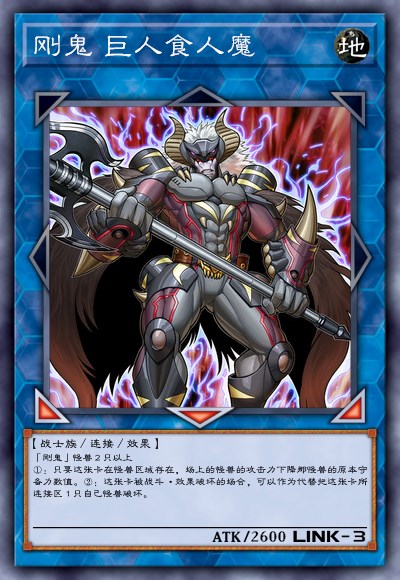 刚鬼 巨人食人魔
地
【战士族／连接／效果】
「刚鬼」怪兽2只以上
①：只要这张卡在怪兽区域存在，场上的怪兽的攻击力下降那怪兽的原本守
备力数值。②：这张卡被战斗·效果破坏的场合，可以作为代替把这张卡所
连接区1只自己怪兽破坏。
ATK/2600 LINK-3